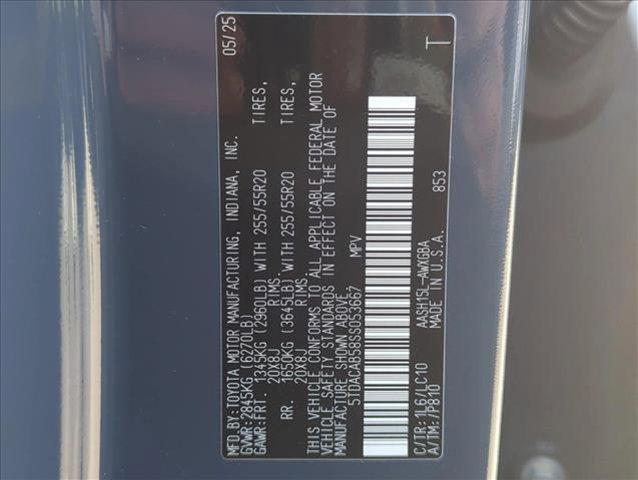 MFD.BY:TOYOTA MOTOR MANUFACTURING, INDIANA, INC. 05/25
GVWR:2845KG (6270LB)
GAWR:FRT. 1345KG (2960LB) WITH 255/55R20 TIRES,
20X8J RIMS,
RR. 1650KG (3645LB) WITH 255/55R20 TIRES,
20X8J RIMS
THIS VEHICLE CONFORMS TO ALL APPLICABLE FEDERAL MOTOR
VEHICLE SAFETY STANDARDS IN EFFECT ON THE DATE OF
MANUFACTURE SHOWN ABOVE.
5TDACAB58SS053667 MPV
C/TR:1L6/LC10 AASH15L-AWXGBA 853
A/TM:/P810 MADE IN U.S.A.
T